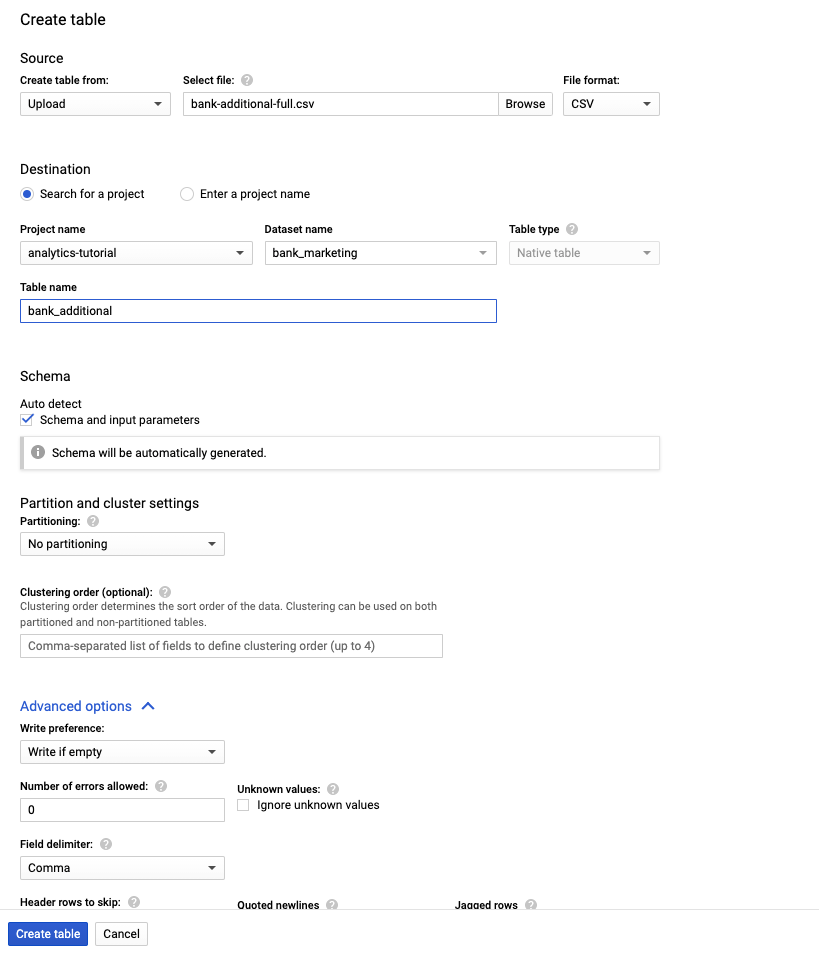 Create table
Source
Create table from:
Select file:
File format:
Upload
bank-additional-full.csv
Browse
CSV
Destination
Search for a project
Enter a project name
Project name
Dataset name
Table type
analytics-tutorial
bank_marketing
Native table
Table name
bank_additional
Schema
Auto detect
Schema and input parameters
Schema will be automatically generated.
Partition and cluster settings
Partitioning:
No partitioning
Clustering order (optional):
Clustering order determines the sort order of the data. Clustering can be used on both
partitioned and non-partitioned tables.
Comma-separated list of fields to define clustering order (up to 4)
Advanced options
Write preference:
Write if empty
Number of errors allowed:
Unknown values:
0
Ignore unknown values
Field delimiter:
Comma
Header rows to skip:
Quoted newlines
Jagged rows
Create table
Cancel